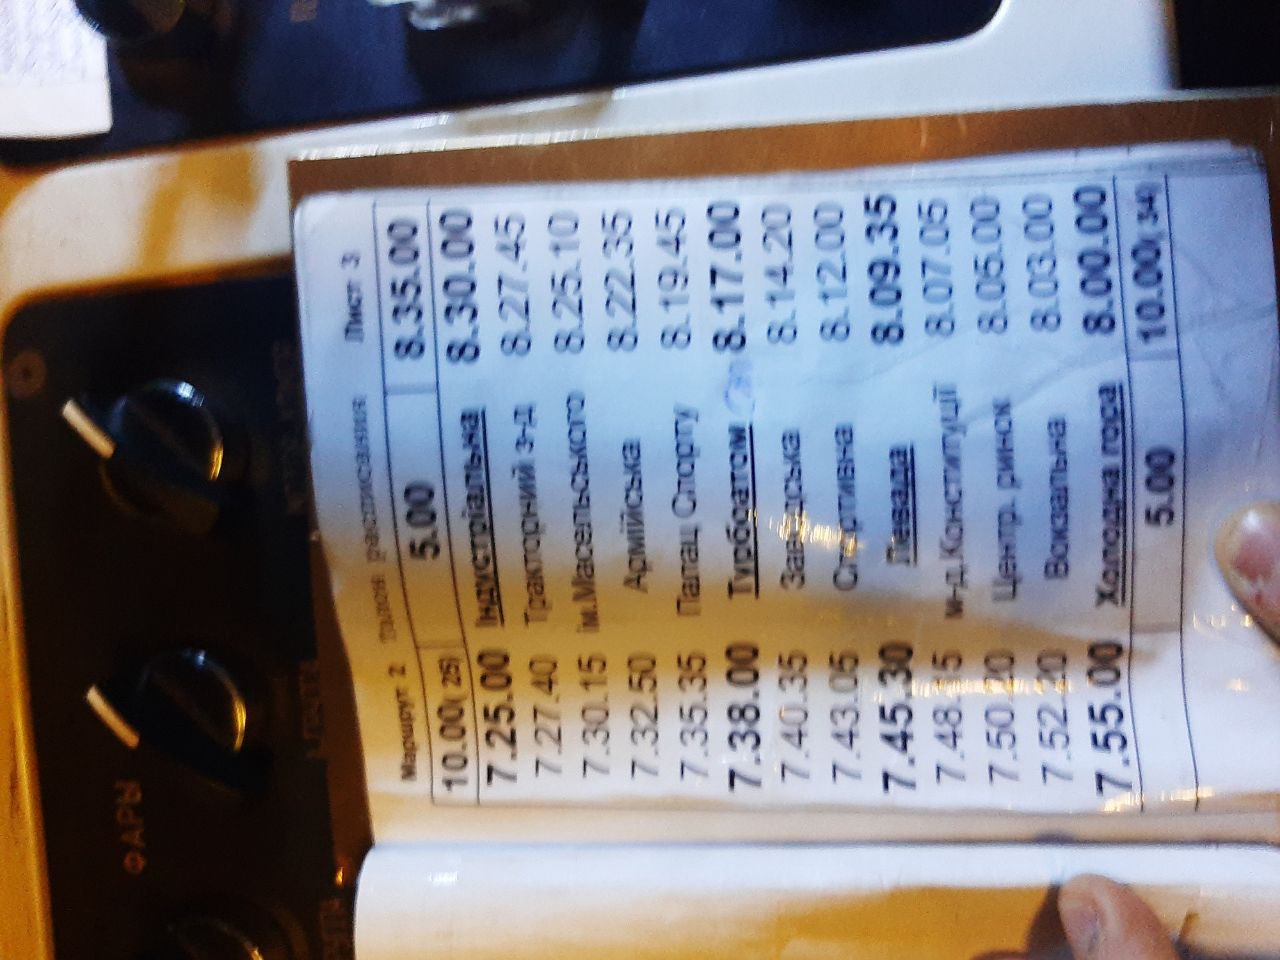 ФАРЫ
Маршрут 2 Талон расписания Лист 3
10.00( 25) 5.00 8.35.00
7.25.00 Індустріальна 8.30.00
7.27.40 Тракторний з-д 8.27.45
7.30.15 ім.Масельського 8.25.10
7.32.50 Армійська 8.22.35
7.35.35 Палац Спорту 8.19.45
7.38.00 Турбоатом 8.17.00
7.40.35 Заводська 8.14.20
7.43.05 Спортивна 8.12.00
7.45.30 Левада 8.09.35
7.48.15 м-д.Конституції 8.07.05
7.50.20 Центр. ринок 8.05.00
7.52.20 Вокзальна 8.03.00
7.55.00 Холодна гора 8.00.00
5.00 10.00( 34)